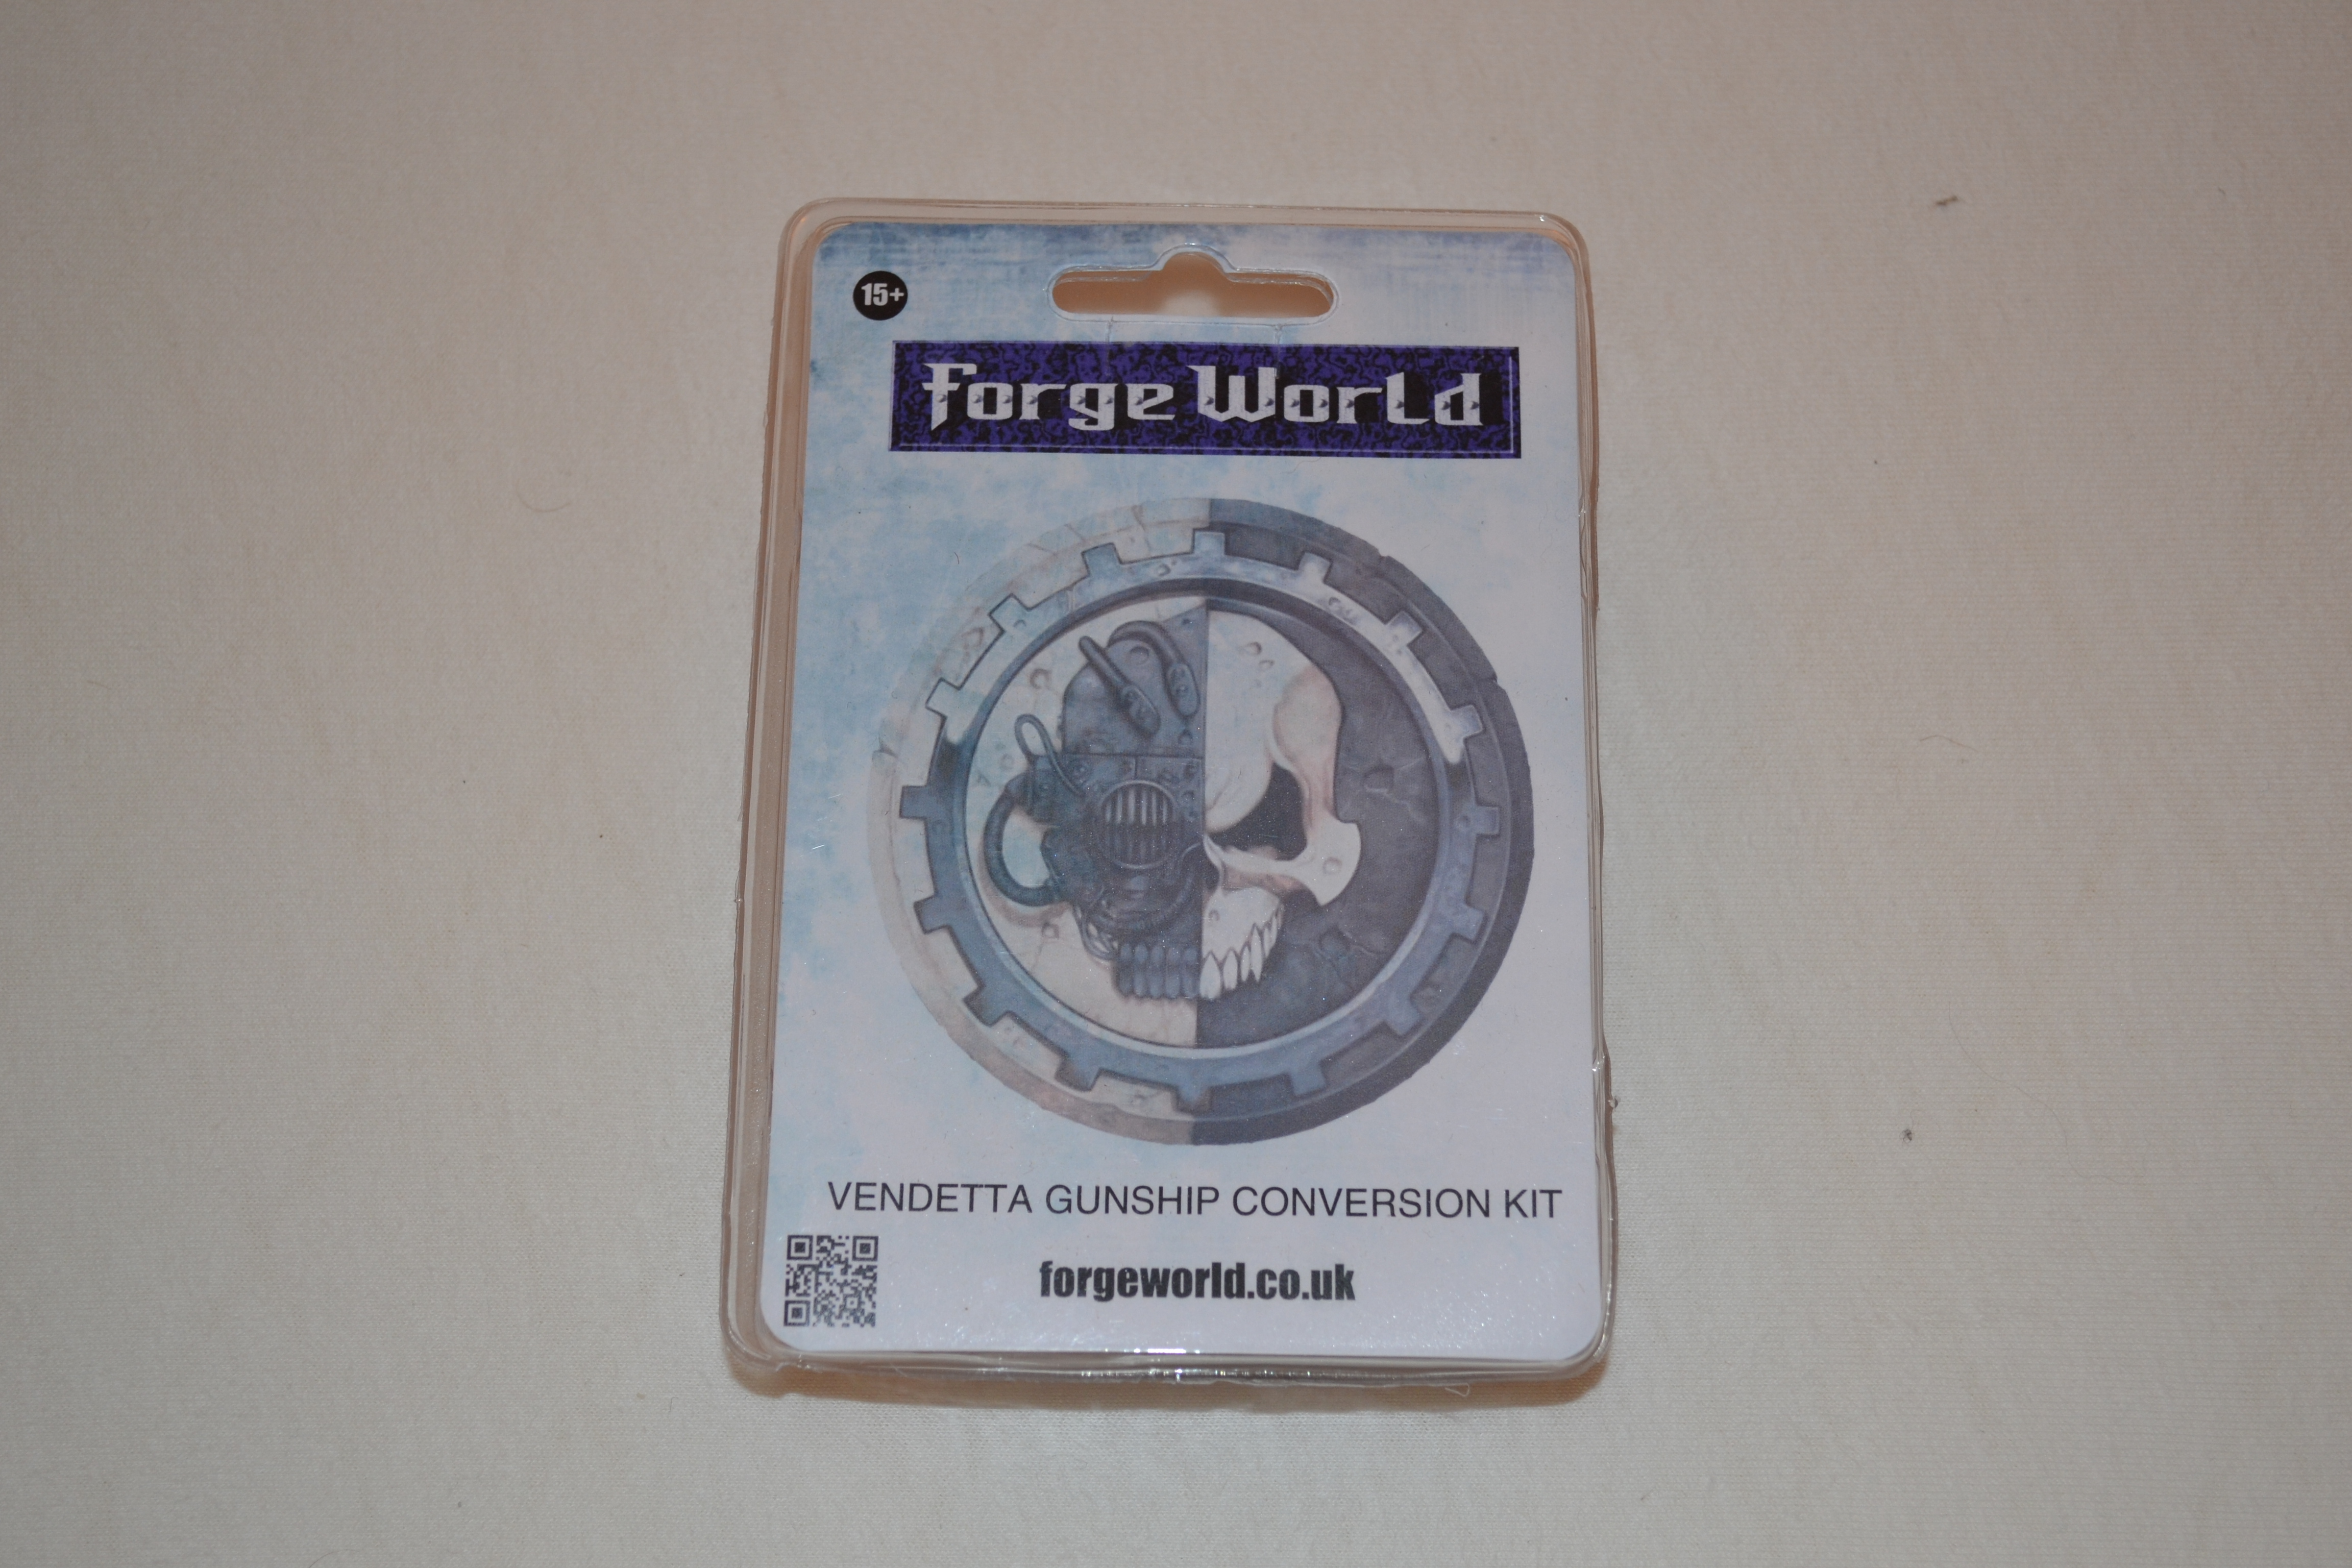 15+
Forge World
VENDETTA GUNSHIP CONVERSION KIT
forgeworld.co.uk